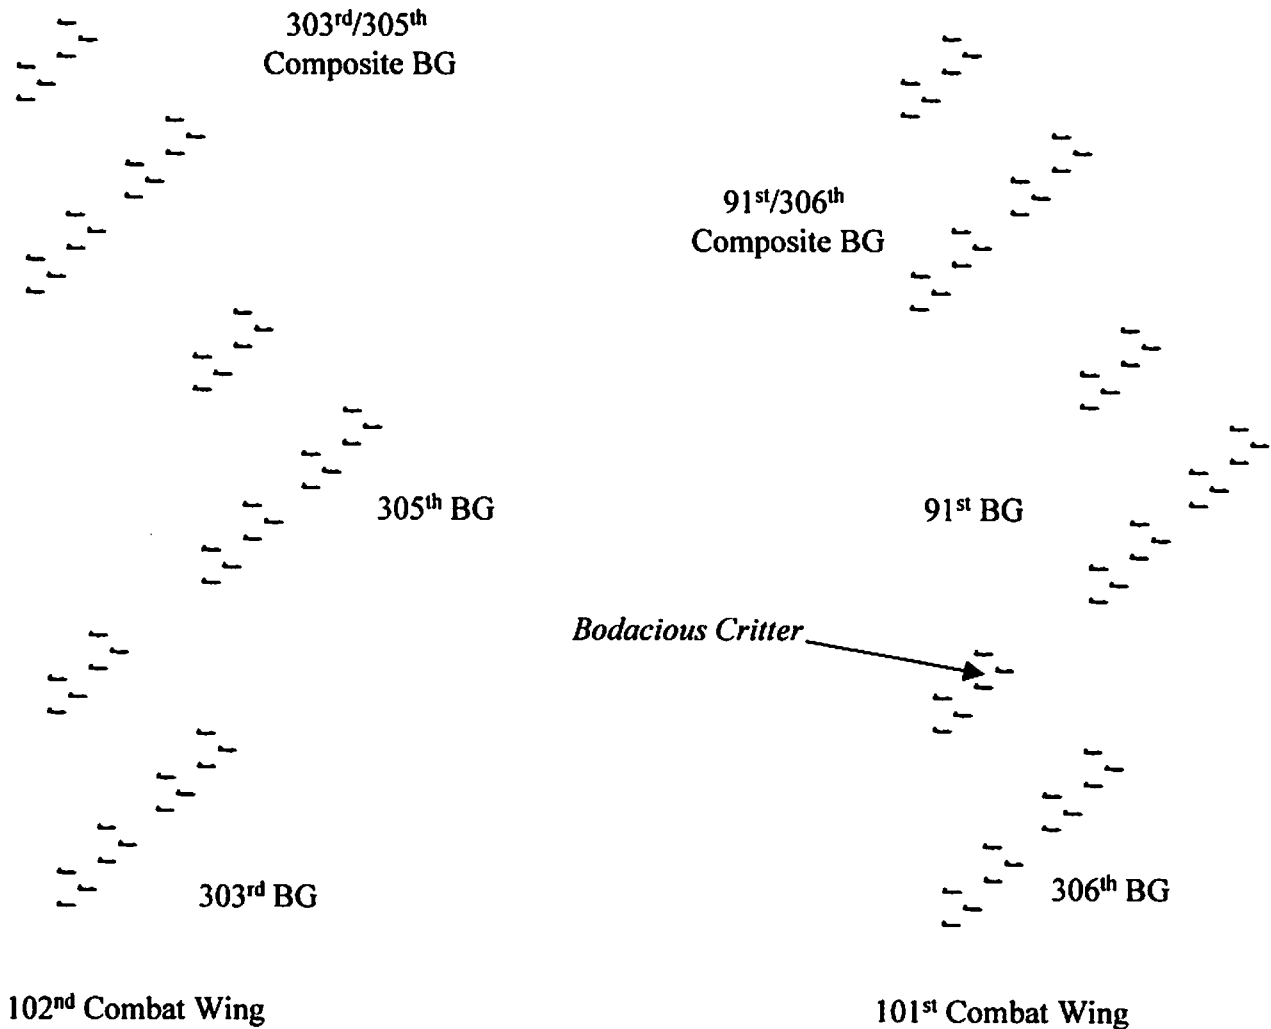 303rd/305th
Composite BG
91st/306th
Composite BG
305th BG
91st BG
Bodacious Critter
303rd BG
306th BG
102nd Combat Wing
101st Combat Wing